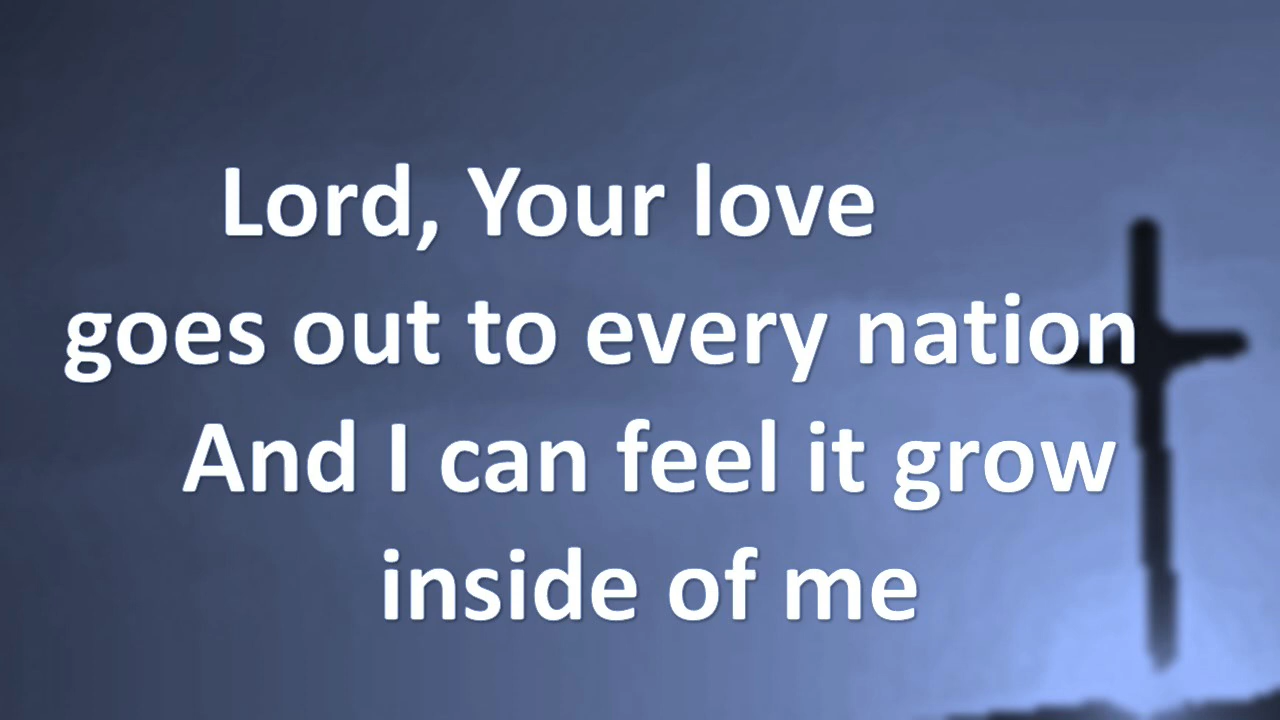 Lord, Your love
goes out to every nation
And I can feel it grow
inside of me